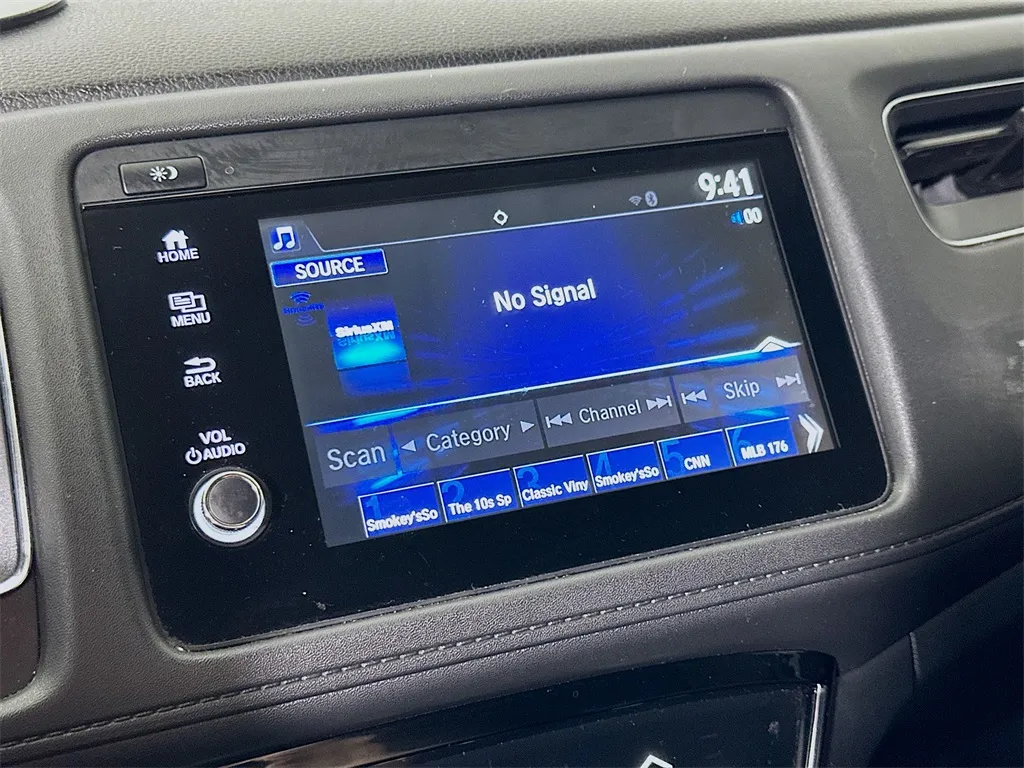 9:41
00
HOME
SOURCE
MENU
No Signal
SiriusXM
BACK
Scan
Category
Channel
Skip
VOL
AUDIO
1
Smokey'sSo
2
The 10s Sp
3
Classic Viny
4
Smokey'sSo
5
CNN
6
MLB 176